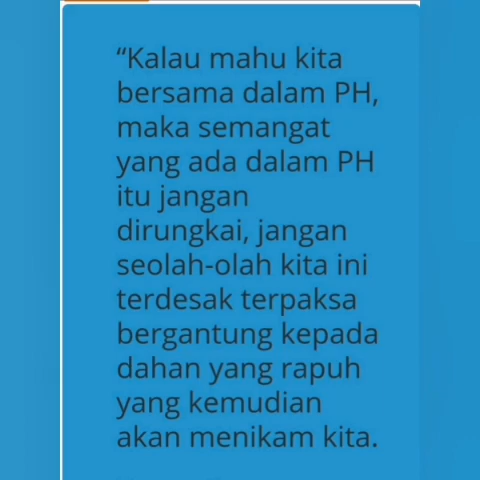 “Kalau mahu kita
bersama dalam PH,
maka semangat
yang ada dalam PH
itu jangan
dirungkai, jangan
seolah-olah kita ini
terdesak terpaksa
bergantung kepada
dahan yang rapuh
yang kemudian
akan menikam kita.